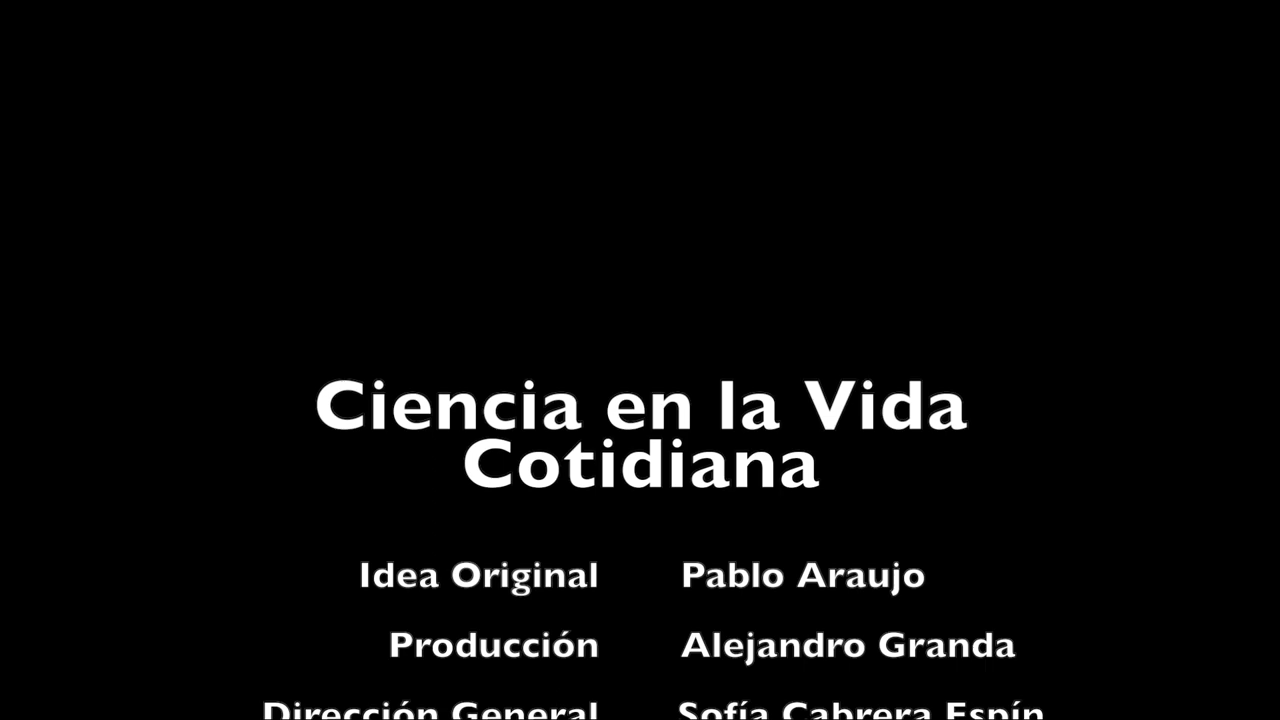 Ciencia en la Vida
Cotidiana
Idea Original Pablo Araujo
Producción Alejandro Granda
Dirección General Sofía Cabrera Espín